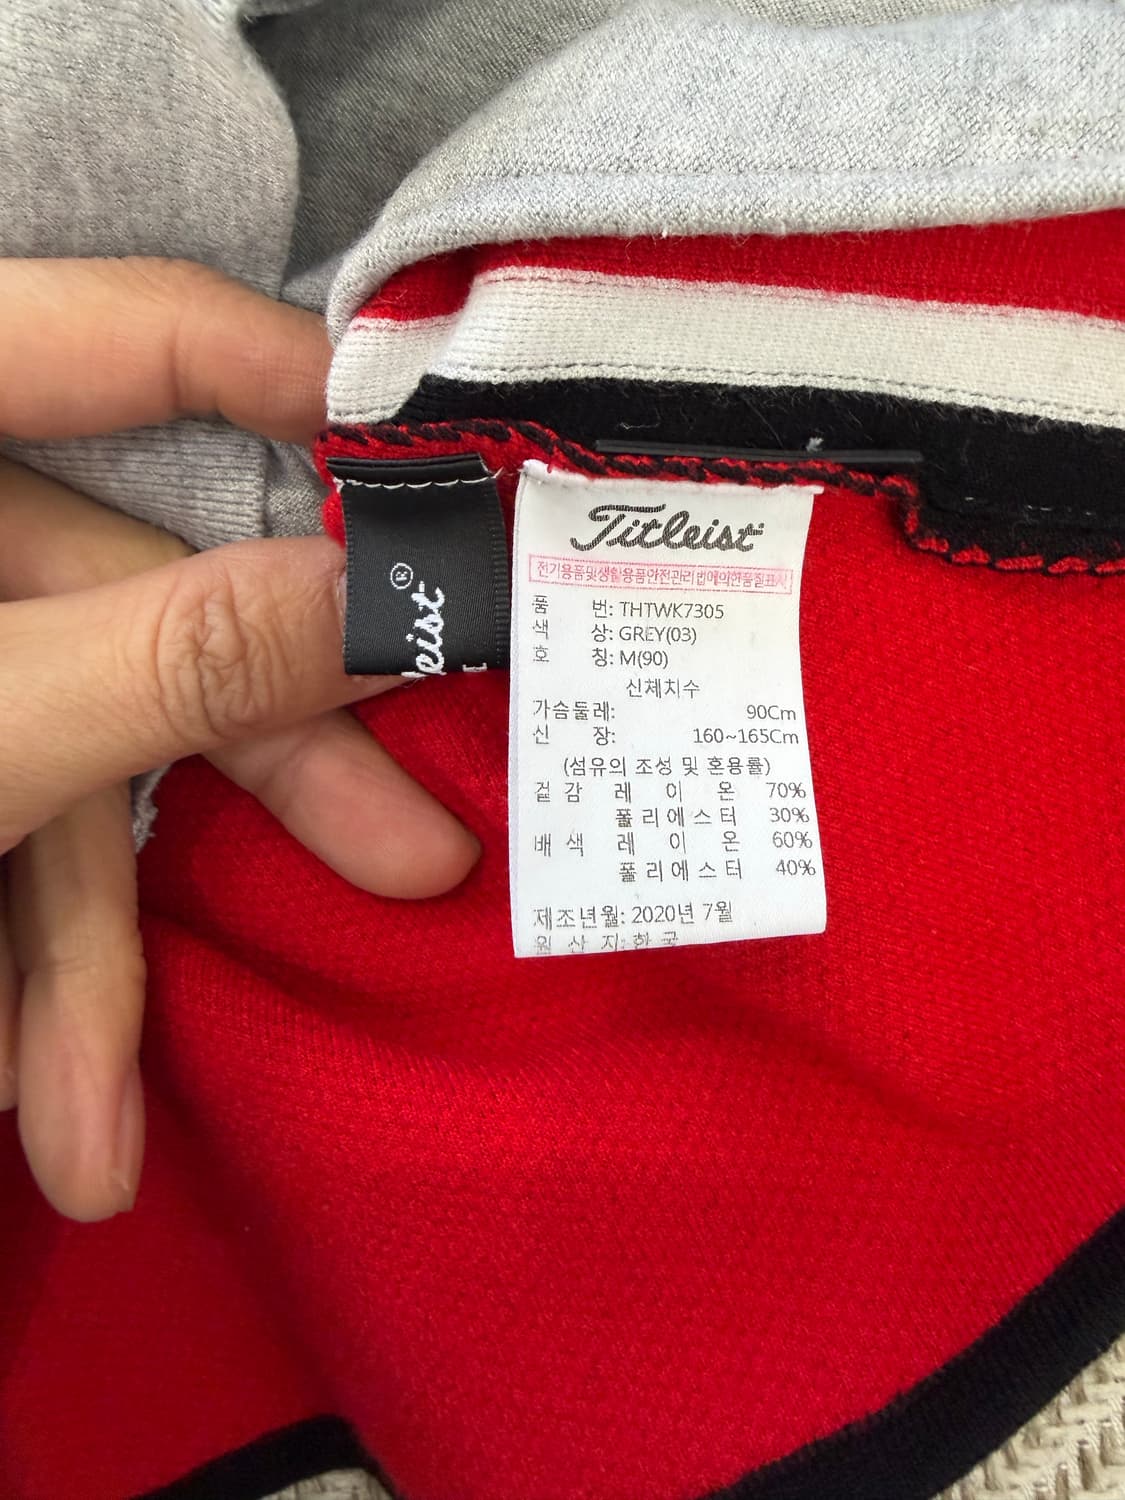 Titleist
전기용품및생활용품안전관리법에의한품질표시
품 번: THTWK7305
색 상: GREY(03)
호 칭: M(90)
신체치수
가슴둘레: 90Cm
신 장: 160~165Cm
(섬유의 조성 및 혼용률)
겉감 레이온 70%
폴리에스터 30%
배색 레이온 60%
폴리에스터 40%
제조년월: 2020년 7월
원산지: 한국
leist®